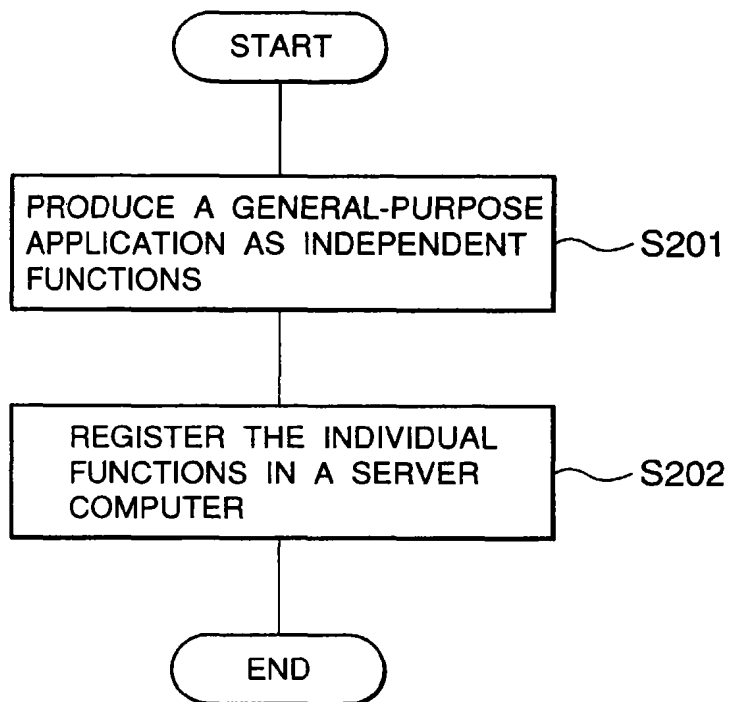 START
PRODUCE A GENERAL-PURPOSE
APPLICATION AS INDEPENDENT
FUNCTIONS
S201
REGISTER THE INDIVIDUAL
FUNCTIONS IN A SERVER
COMPUTER
S202
END